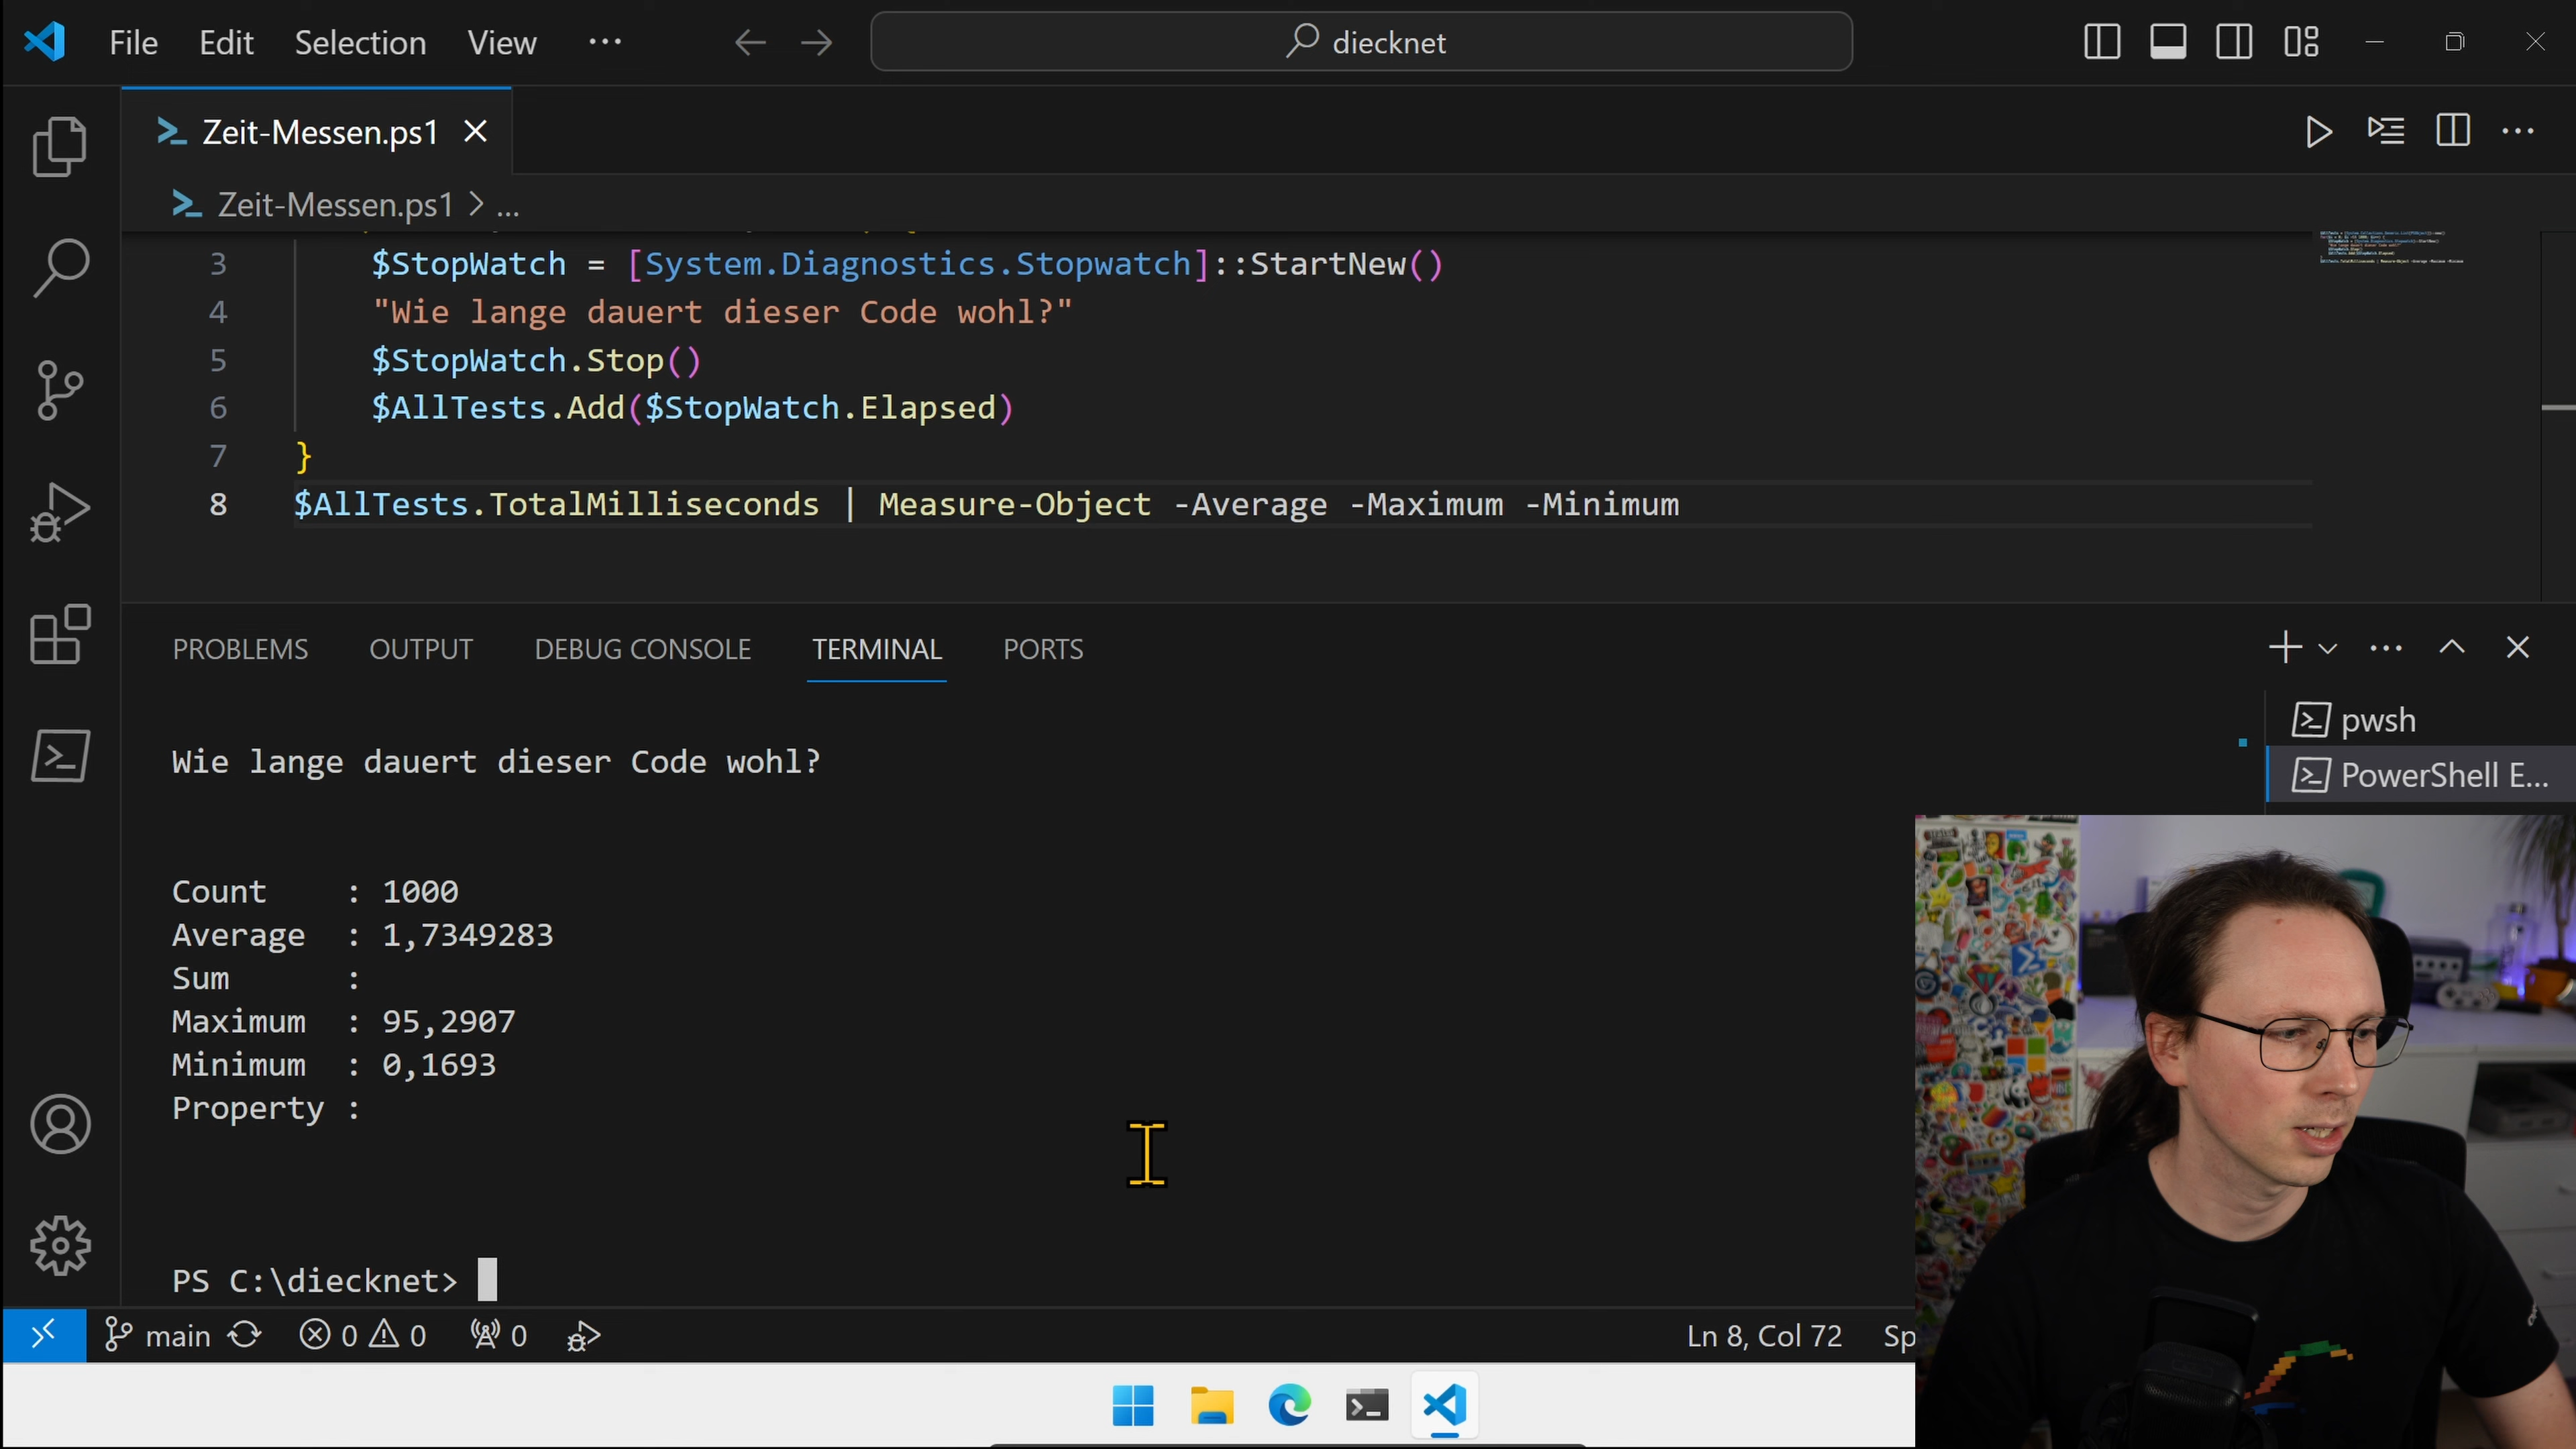 File Edit Selection View ··· diecknet
Zeit-Messen.ps1
Zeit-Messen.ps1 > ...
3 $StopWatch = [System.Diagnostics.Stopwatch]::StartNew()
4 "Wie lange dauert dieser Code wohl?"
5 $StopWatch.Stop()
6 $AllTests.Add($StopWatch.Elapsed)
7 }
8 $AllTests.TotalMilliseconds | Measure-Object -Average -Maximum -Minimum
PROBLEMS OUTPUT DEBUG CONSOLE TERMINAL PORTS
pwsh
PowerShell E...
Wie lange dauert dieser Code wohl?
Count : 1000
Average : 1,7349283
Sum :
Maximum : 95,2907
Minimum : 0,1693
Property :
PS C:\diecknet>
main 0 0 0 Ln 8, Col 72 Sp